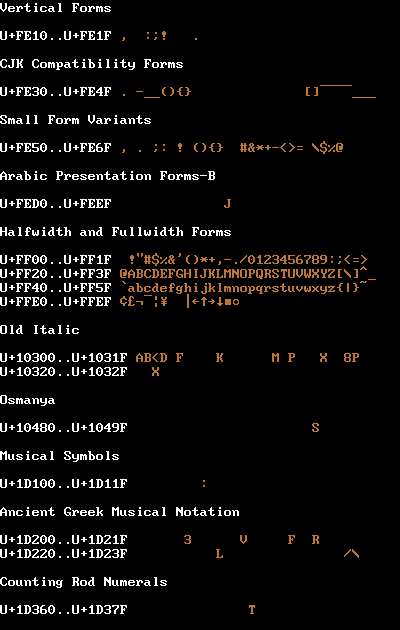 Vertical Forms
U+FE10..U+FE1F ,  :;!   .
CJK Compatibility Forms
U+FE30..U+FE4F . -__(){}              []‾‾‾‾___
Small Form Variants
U+FE50..U+FE6F , . ;: ! (){}  #&*+-<>= \$%@
Arabic Presentation Forms-B
U+FED0..U+FEEF              J
Halfwidth and Fullwidth Forms
U+FF00..U+FF1F  !"#$%&'()*+,-./0123456789:;<=>
U+FF20..U+FF3F @ABCDEFGHIJKLMNOPQRSTUVWXYZ[\]^_
U+FF40..U+FF5F `abcdefghijklmnopqrstuvwxyz{|}~
U+FFE0..U+FFEF ¢£¬¯¦¥  |←↑→↓■○
Old Italic
U+10300..U+1031F AB<D F    K      M P   X  8P
U+10320..U+1032F   X
Osmanya
U+10480..U+1049F                       S
Musical Symbols
U+1D100..U+1D11F         :
Ancient Greek Musical Notation
U+1D200..U+1D21F       3      V     F  R
U+1D220..U+1D23F           L               /\
Counting Rod Numerals
U+1D360..U+1D37F               T